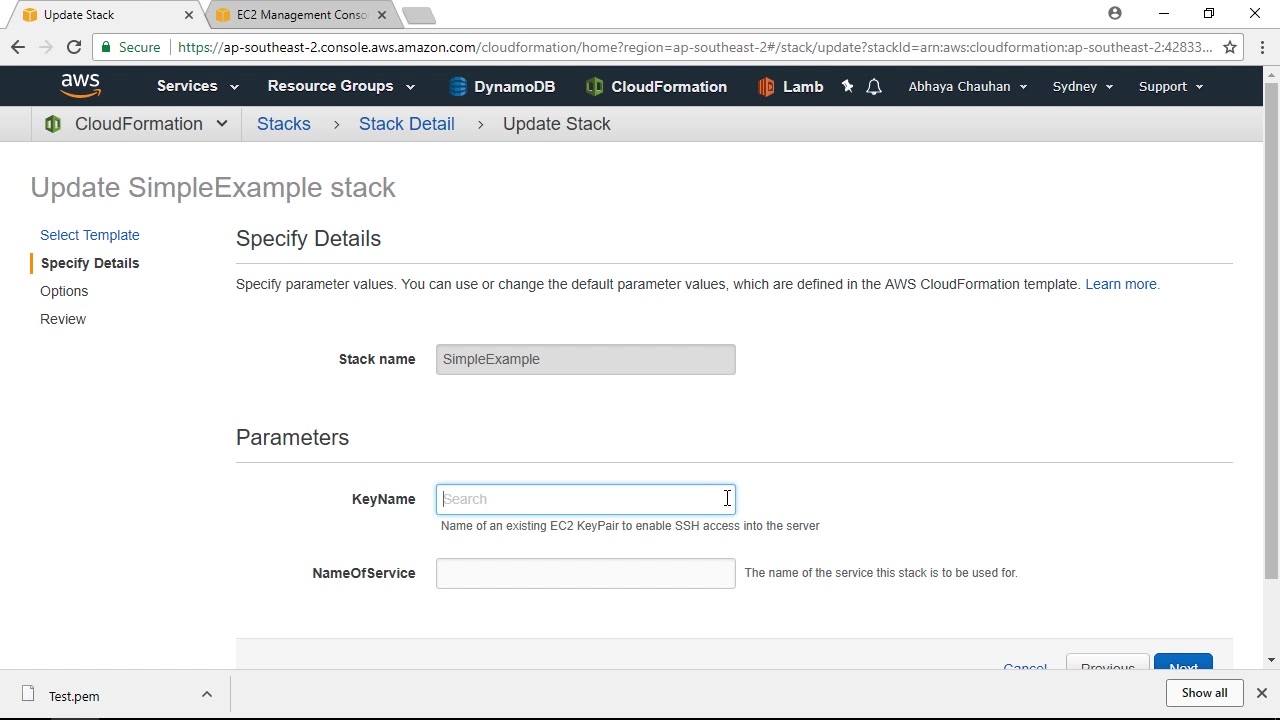 Update Stack
EC2 Management Conso
Secure
https://ap-southeast-2.console.aws.amazon.com/cloudformation/home?region=ap-southeast-2#/stack/update?stackId=arn:aws:cloudformation:ap-southeast-2:42833...
aws
Services
Resource Groups
DynamoDB
CloudFormation
Lamb
Abhaya Chauhan
Sydney
Support
CloudFormation
Stacks > Stack Detail > Update Stack
Update SimpleExample stack
Select Template
Specify Details
Options
Review
Specify Details
Specify parameter values. You can use or change the default parameter values, which are defined in the AWS CloudFormation template. Learn more.
Stack name
SimpleExample
Parameters
KeyName
Search
Name of an existing EC2 KeyPair to enable SSH access into the server
NameOfService
The name of the service this stack is to be used for.
Cancel
Previous
Next
Test.pem
Show all